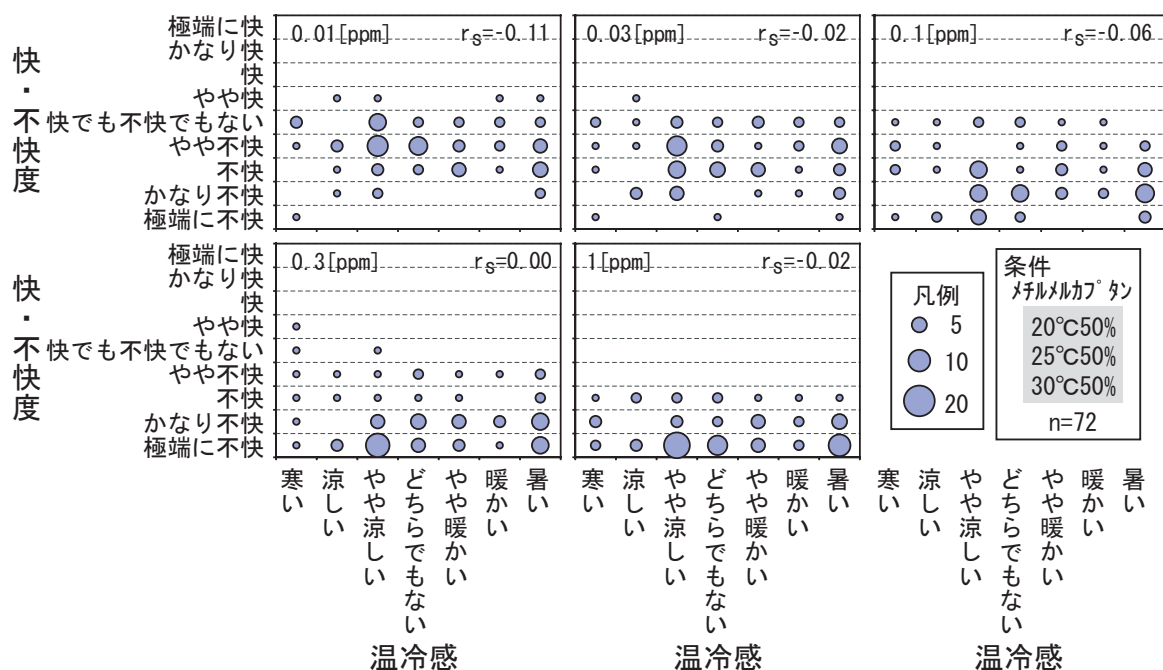 快・不快度
極端に快
かなり快
快
やや快
快でも不快でもない
やや不快
不快
かなり不快
極端に不快
0.01[ppm] rs=-0.11
0.03[ppm] rs=-0.02
0.1[ppm] rs=-0.06
快・不快度
極端に快
かなり快
快
やや快
快でも不快でもない
やや不快
不快
かなり不快
極端に不快
0.3[ppm] rs=0.00
1[ppm] rs=-0.02
凡例
5
10
20
条件
ﾒﾁﾙﾒﾙｶﾌﾟﾀﾝ
20℃50%
25℃50%
30℃50%
n=72
寒い
涼しい
やや涼しい
どちらでもない
やや暖かい
暖かい
暑い
温冷感
寒い
涼しい
やや涼しい
どちらでもない
やや暖かい
暖かい
暑い
温冷感
寒い
涼しい
やや涼しい
どちらでもない
やや暖かい
暖かい
暑い
温冷感